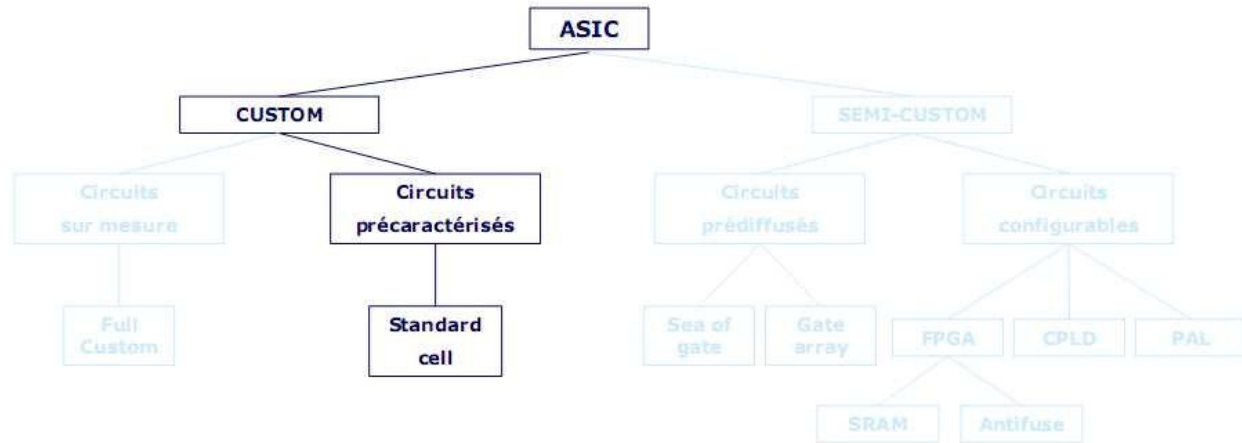 ASIC
CUSTOM
SEMI-CUSTOM
Circuits
sur mesure
Circuits
précaractérisés
Circuits
prédiffusés
Circuits
configurables
Full
Custom
Standard
cell
Sea of
gate
Gate
array
FPGA
CPLD
PAL
SRAM
Antifuse